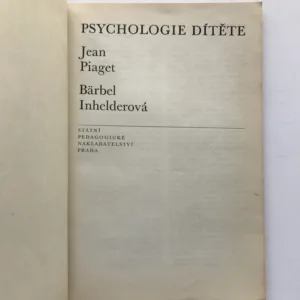 PSYCHOLOGIE DÍTĚTE
Jean
Piaget
Bärbel
Inhelderová
STÁTNÍ
PEDAGOGICKÉ
NAKLADATELSTVÍ
PRAHA